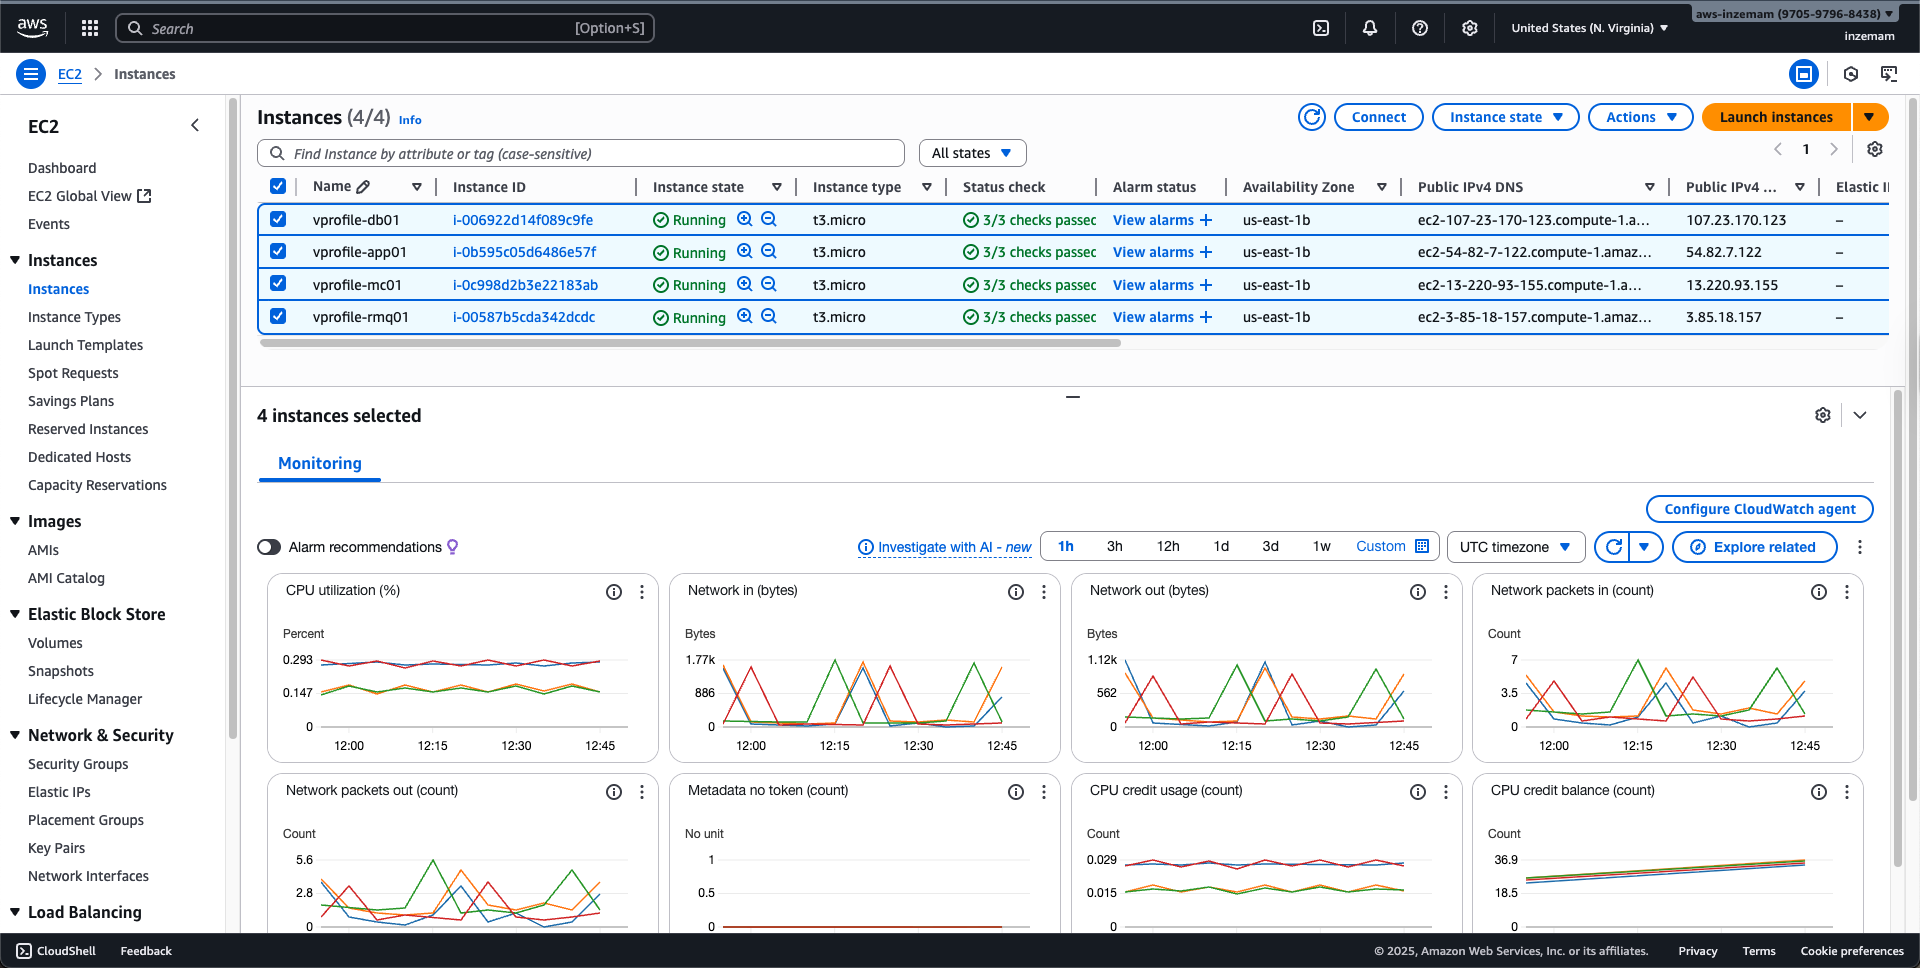 aws
Search [Option+S]
United States (N. Virginia)
aws-inzemam (9705-9796-8438)
inzemam
EC2 Instances
EC2
Dashboard
EC2 Global View
Events
Instances
Instances
Instance Types
Launch Templates
Spot Requests
Savings Plans
Reserved Instances
Dedicated Hosts
Capacity Reservations
Images
AMIs
AMI Catalog
Elastic Block Store
Volumes
Snapshots
Lifecycle Manager
Network & Security
Security Groups
Elastic IPs
Placement Groups
Key Pairs
Network Interfaces
Load Balancing
Instances (4/4) Info
Connect Instance state Actions Launch instances
Find Instance by attribute or tag (case-sensitive) All states 1
Name Instance ID Instance state Instance type Status check Alarm status Availability Zone Public IPv4 DNS Public IPv4 ... Elastic I
vprofile-db01 i-006922d14f089c9fe Running t3.micro 3/3 checks passec View alarms + us-east-1b ec2-107-23-170-123.compute-1.a... 107.23.170.123 –
vprofile-app01 i-0b595c05d6486e57f Running t3.micro 3/3 checks passec View alarms + us-east-1b ec2-54-82-7-122.compute-1.amaz... 54.82.7.122 –
vprofile-mc01 i-0c998d2b3e22183ab Running t3.micro 3/3 checks passec View alarms + us-east-1b ec2-13-220-93-155.compute-1.a... 13.220.93.155 –
vprofile-rmq01 i-00587b5cda342dcdc Running t3.micro 3/3 checks passec View alarms + us-east-1b ec2-3-85-18-157.compute-1.amaz... 3.85.18.157 –
4 instances selected
Monitoring
Configure CloudWatch agent
Alarm recommendations Investigate with AI - new 1h 3h 12h 1d 3d 1w Custom UTC timezone Explore related
CPU utilization (%)
Percent
0.293
0.147
0
12:00 12:15 12:30 12:45
Network in (bytes)
Bytes
1.77k
886
0
12:00 12:15 12:30 12:45
Network out (bytes)
Bytes
1.12k
562
0
12:00 12:15 12:30 12:45
Network packets in (count)
Count
7
3.5
0
12:00 12:15 12:30 12:45
Network packets out (count)
Count
5.6
2.8
0
Metadata no token (count)
No unit
1
0.5
0
CPU credit usage (count)
Count
0.029
0.015
0
CPU credit balance (count)
Count
36.9
18.5
0
CloudShell Feedback © 2025, Amazon Web Services, Inc. or its affiliates. Privacy Terms Cookie preferences